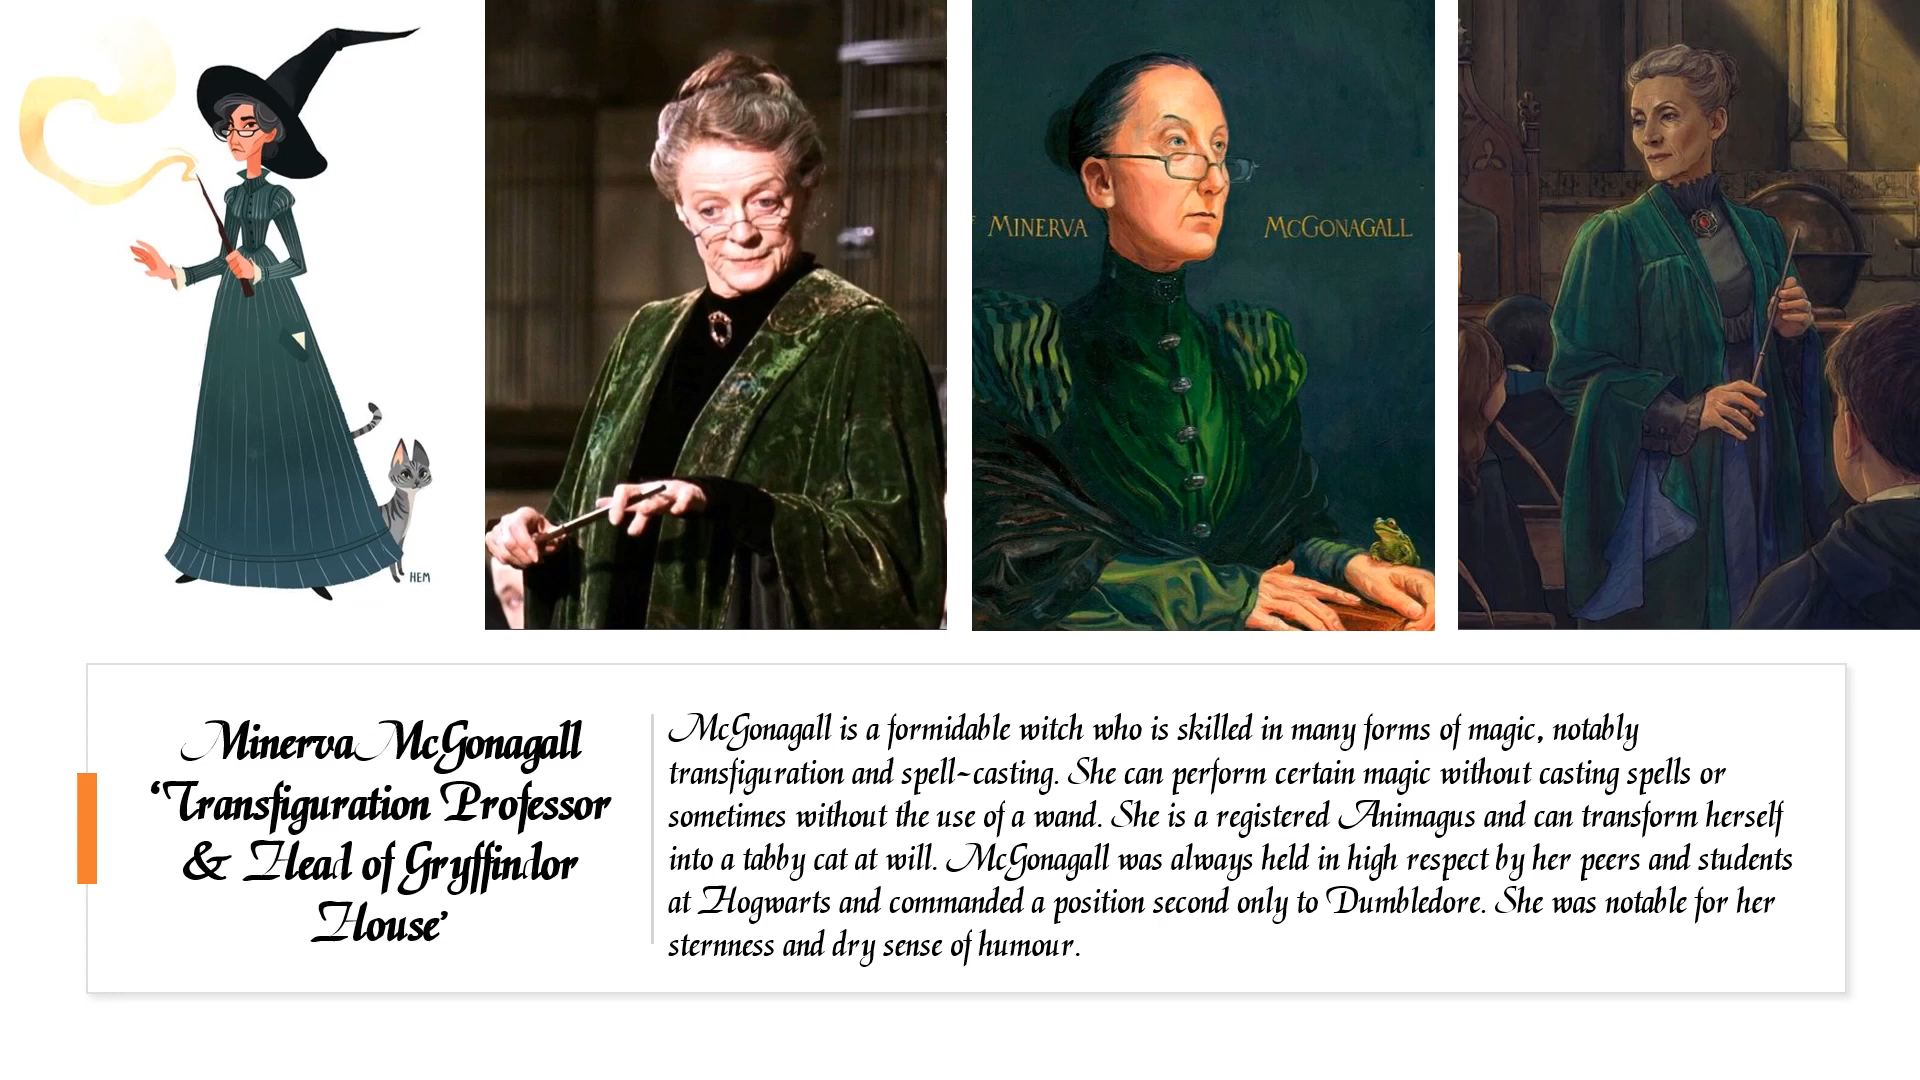 MINERVA McGONAGALL
HEM
Minerva McGonagall
‘Transfiguration Professor
& Head of Gryffindor
House’
McGonagall is a formidable witch who is skilled in many forms of magic, notably
transfiguration and spell-casting. She can perform certain magic without casting spells or
sometimes without the use of a wand. She is a registered Animagus and can transform herself
into a tabby cat at will. McGonagall was always held in high respect by her peers and students
at Hogwarts and commanded a position second only to Dumbledore. She was notable for her
sternness and dry sense of humour.